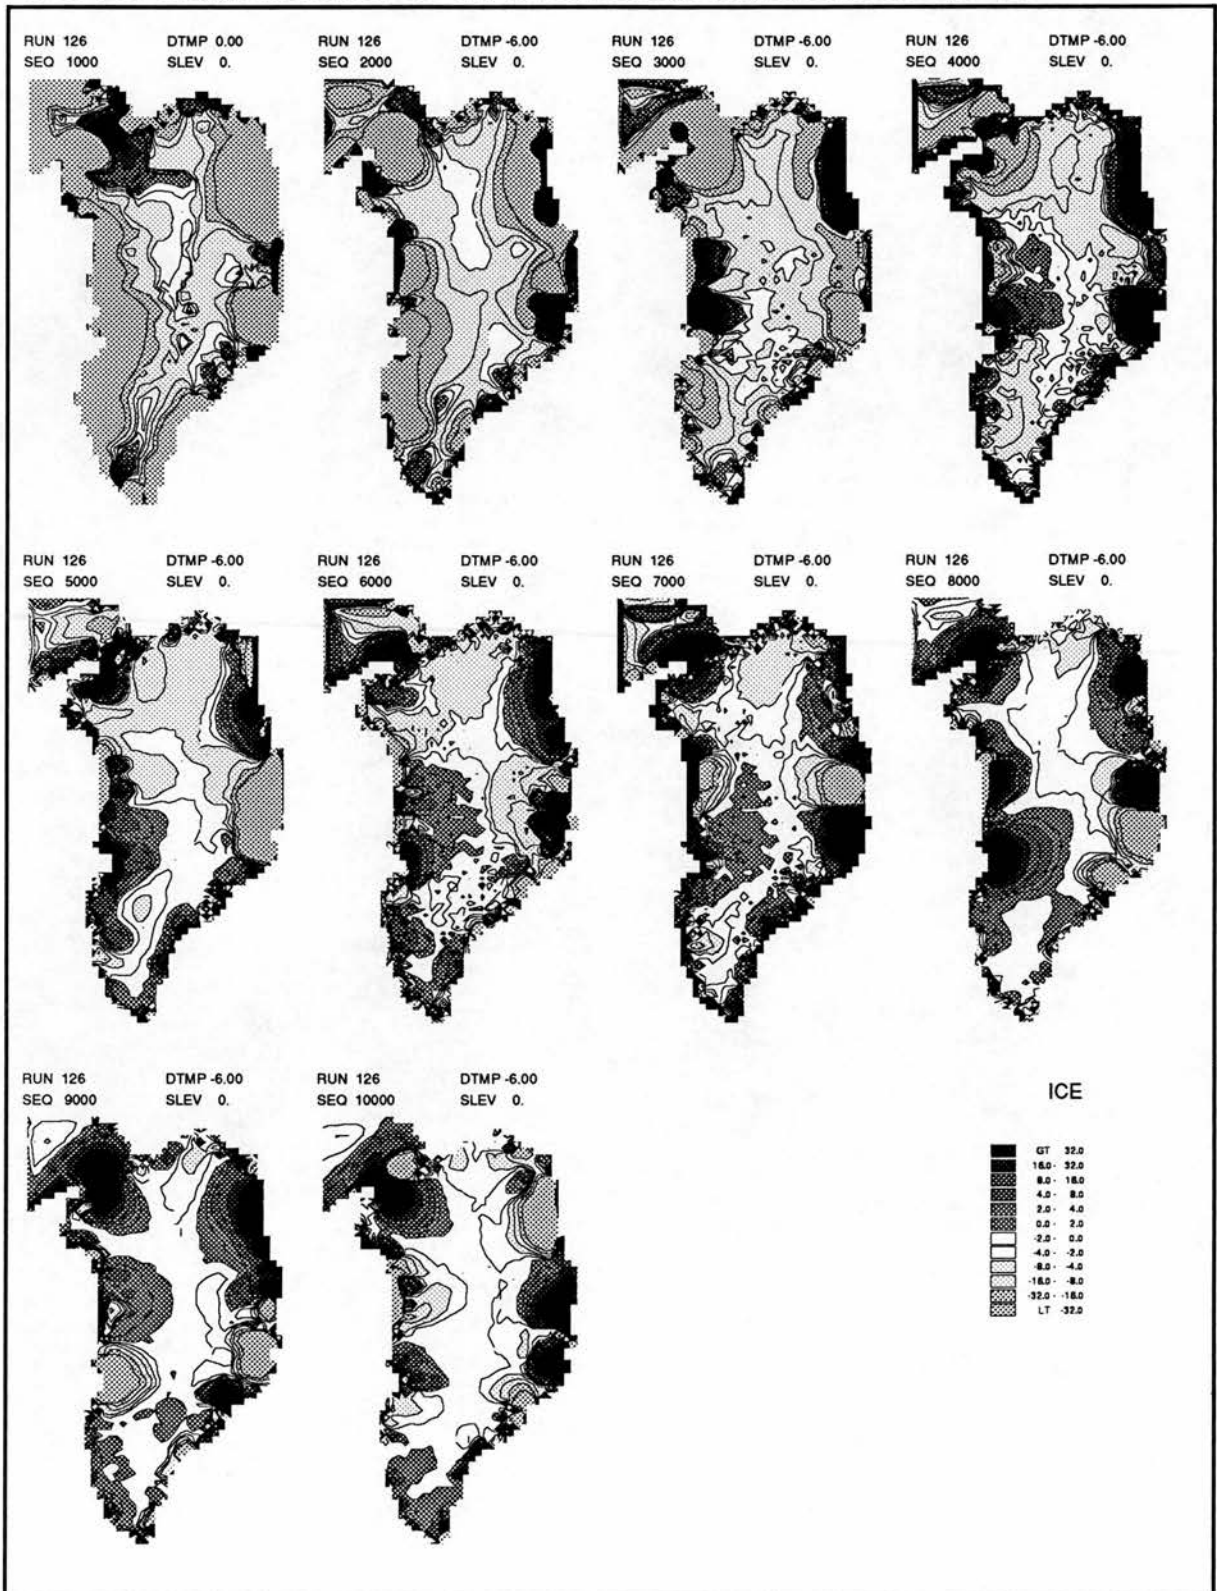 RUN 126 DTMP 0.00 RUN 126 DTMP -6.00 RUN 126 DTMP -6.00 RUN 126 DTMP -6.00
SEQ 1000 SLEV 0. SEQ 2000 SLEV 0. SEQ 3000 SLEV 0. SEQ 4000 SLEV 0.
RUN 126 DTMP -6.00 RUN 126 DTMP -6.00 RUN 126 DTMP -6.00 RUN 126 DTMP -6.00
SEQ 5000 SLEV 0. SEQ 6000 SLEV 0. SEQ 7000 SLEV 0. SEQ 8000 SLEV 0.
RUN 126 DTMP -6.00 RUN 126 DTMP -6.00
SEQ 9000 SLEV 0. SEQ 10000 SLEV 0.
ICE
GT 32.0
16.0 - 32.0
8.0 - 16.0
4.0 - 8.0
2.0 - 4.0
0.0 - 2.0
-2.0 - 0.0
-4.0 - -2.0
-8.0 - -4.0
-16.0 - -8.0
-32.0 - -16.0
LT -32.0